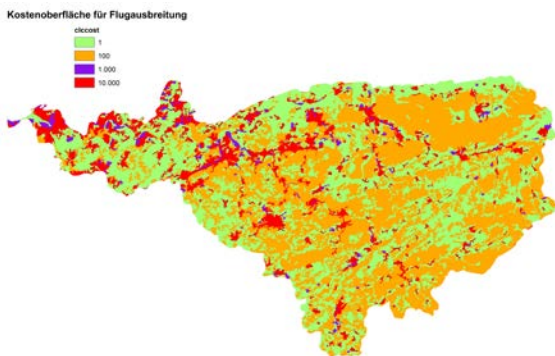 Kostenoberfläche für Flugausbreitung
clccost
1
100
1.000
10.000